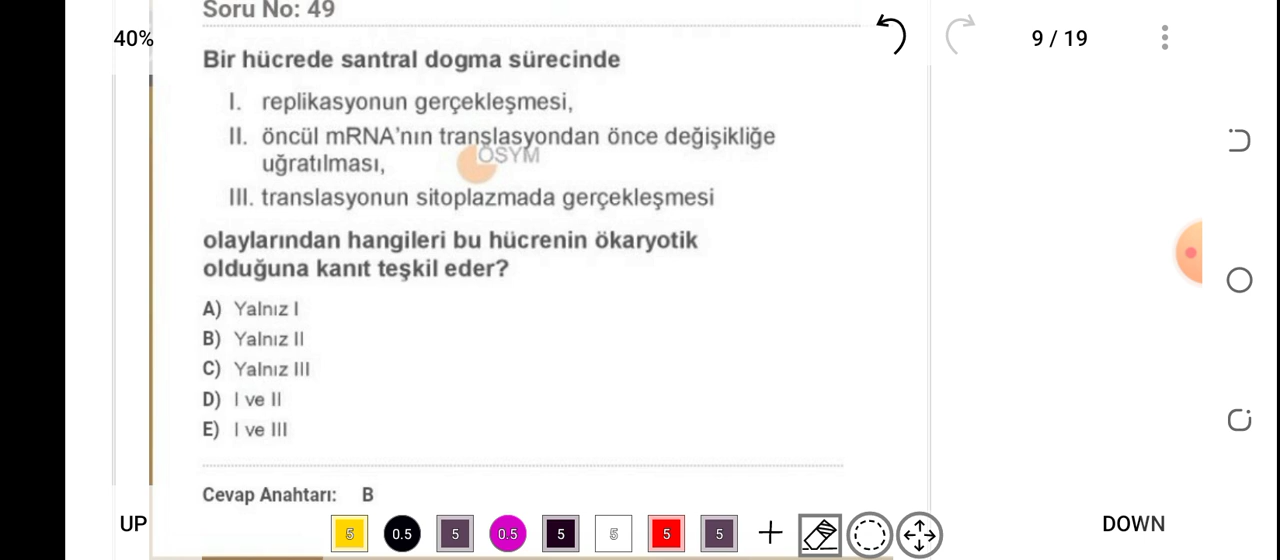 Soru No: 49
40%
9 / 19
Bir hücrede santral dogma sürecinde
I. replikasyonun gerçekleşmesi,
II. öncül mRNA'nın translasyondan önce değişikliğe
uğratılması,
ÖSYM
III. translasyonun sitoplazmada gerçekleşmesi
olaylarından hangileri bu hücrenin ökaryotik
olduğuna kanıt teşkil eder?
A) Yalnız I
B) Yalnız II
C) Yalnız III
D) I ve II
E) I ve III
Cevap Anahtarı: B
UP
5 0.5 5 0.5 5 5 5 5
DOWN